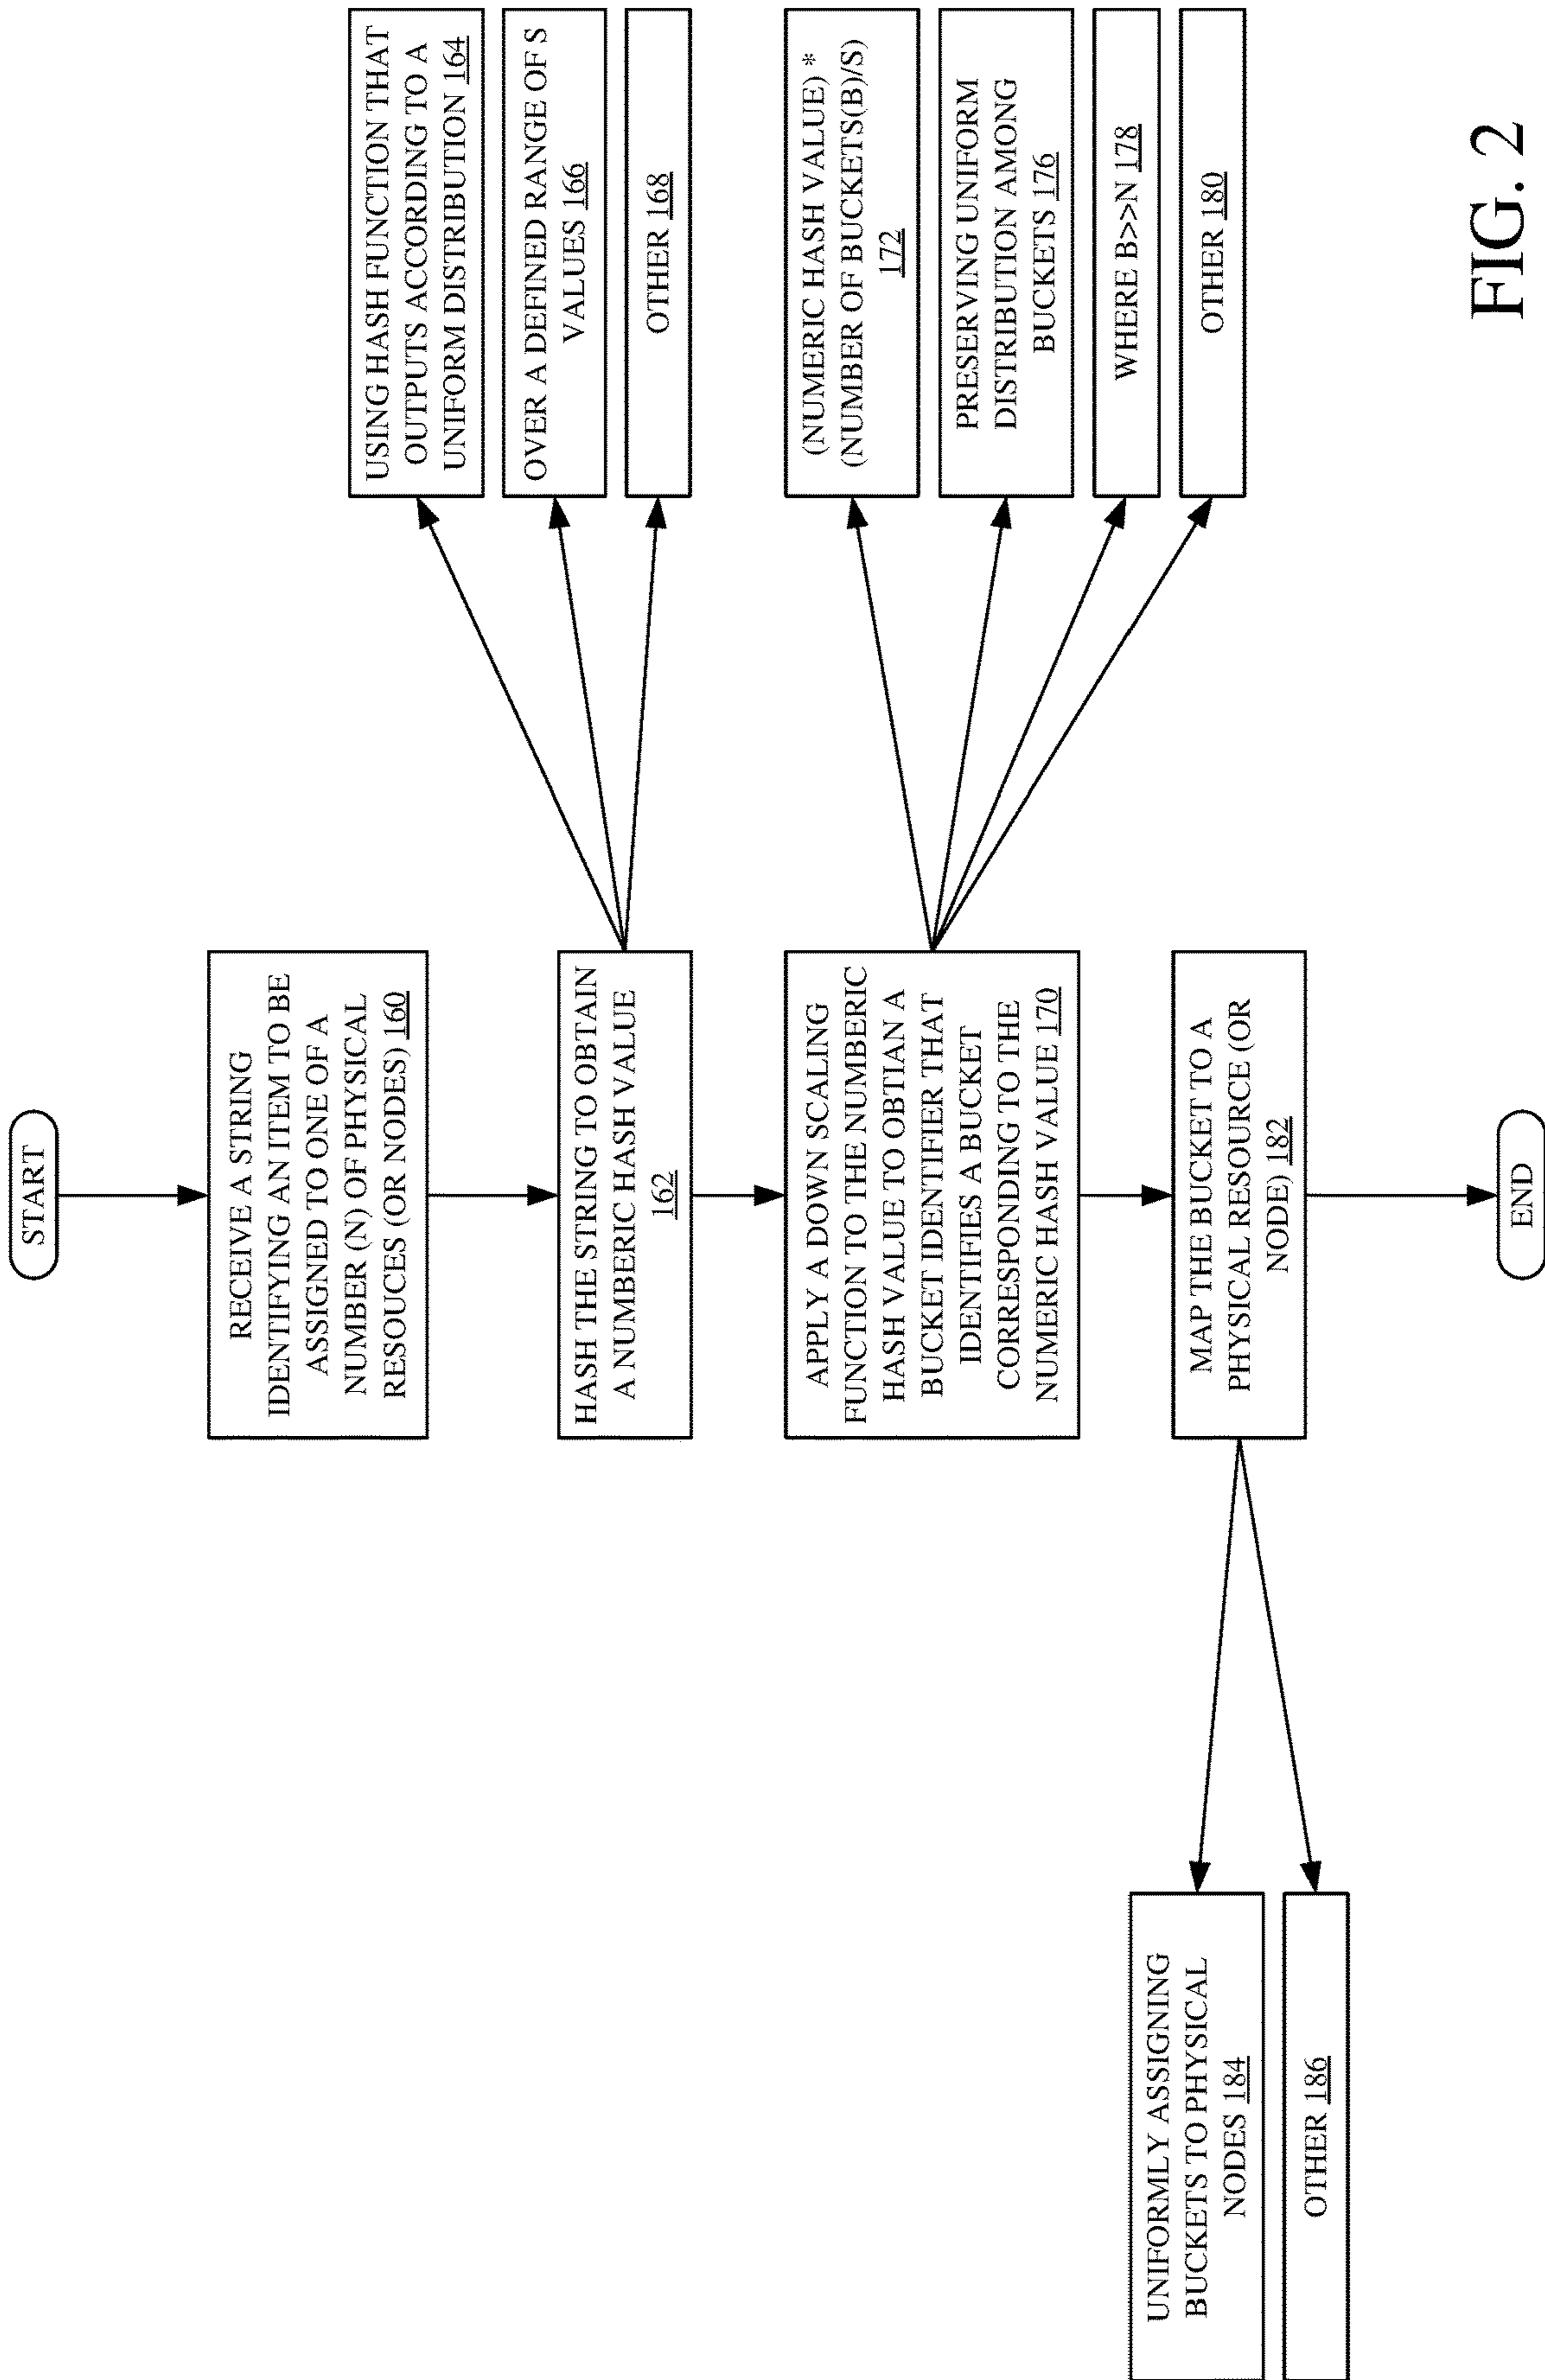 START
RECEIVE A STRING
IDENTIFYING AN ITEM TO BE
ASSIGNED TO ONE OF A
NUMBER (N) OF PHYSICAL
RESOUCES (OR NODES) 160
HASH THE STRING TO OBTAIN
A NUMBERIC HASH VALUE
162
USING HASH FUNCTION THAT
OUTPUTS ACCORDING TO A
UNIFORM DISTRIBUTION 164
OVER A DEFINED RANGE OF S
VALUES 166
OTHER 168
APPLY A DOWN SCALING
FUNCTION TO THE NUMBERIC
HASH VALUE TO OBTIAN A
BUCKET IDENTIFIER THAT
IDENTIFIES A BUCKET
CORRESPONDING TO THE
NUMERIC HASH VALUE 170
(NUMERIC HASH VALUE) *
(NUMBER OF BUCKETS(B)/S)
172
PRESERVING UNIFORM
DISTRIBUTION AMONG
BUCKETS 176
WHERE B>>N 178
OTHER 180
MAP THE BUCKET TO A
PHYSICAL RESOURCE (OR
NODE) 182
UNIFORMLY ASSIGNING
BUCKETS TO PHYSICAL
NODES 184
OTHER 186
END
FIG. 2